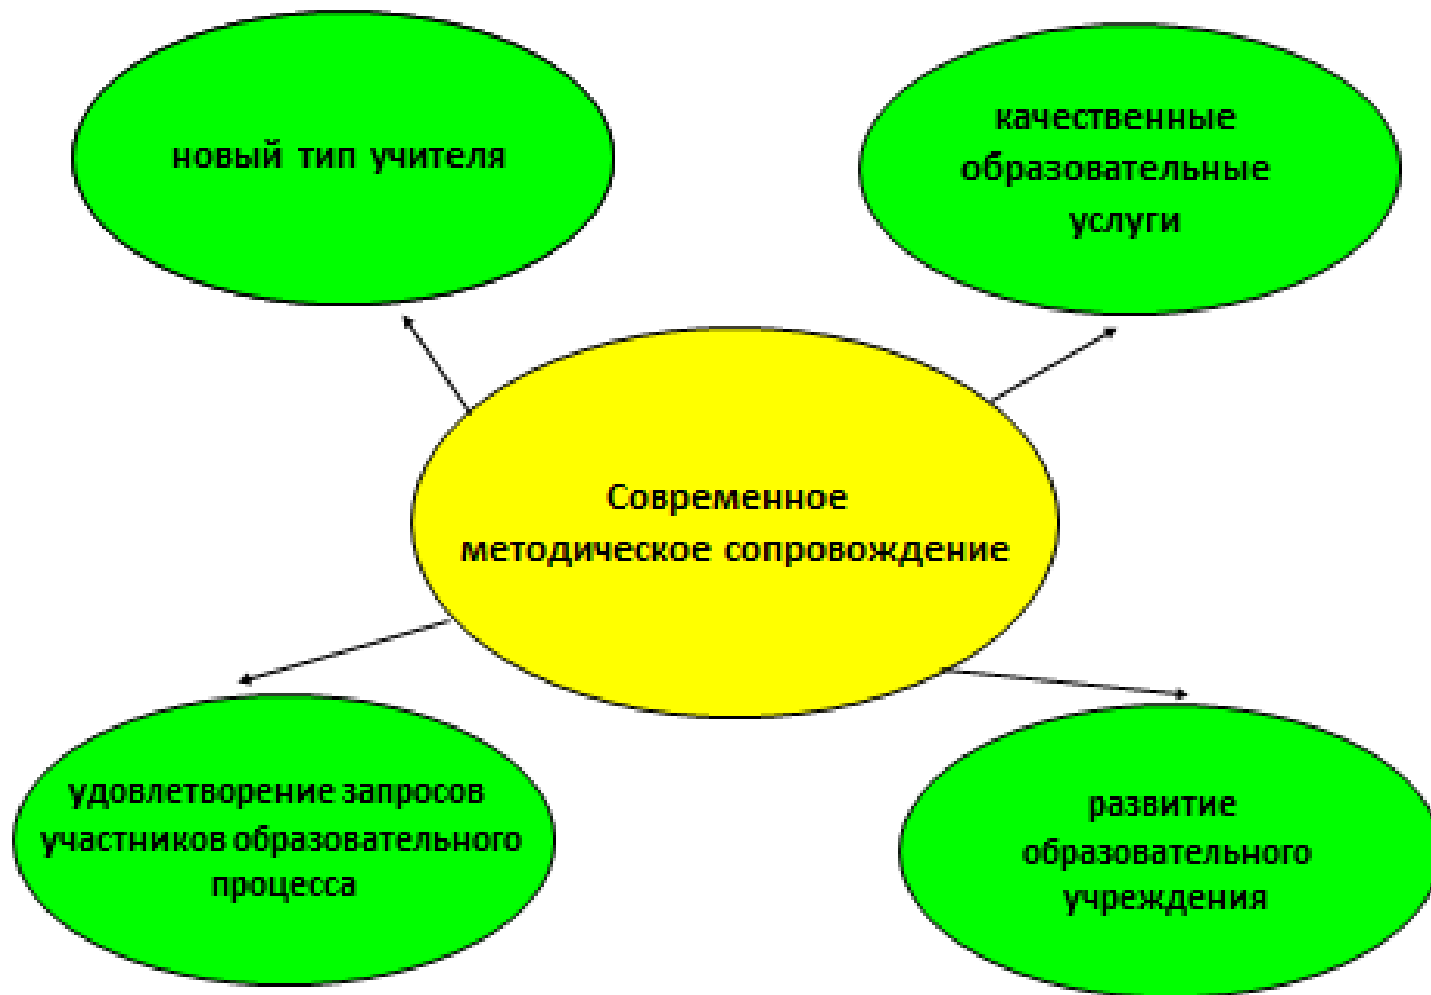 новый тип учителя
качественные
образовательные
услуги
Современное
методическое сопровождение
удовлетворение запросов
участников образовательного
процесса
развитие
образовательного
учреждения